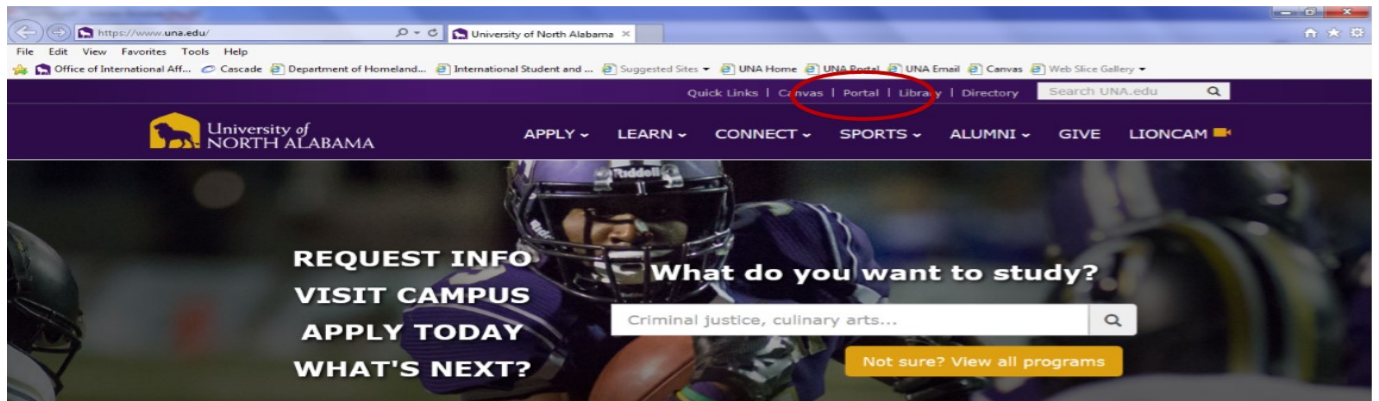 https://www.una.edu/
University of North Alabama
File Edit View Favorites Tools Help
Office of International Aff... Cascade Department of Homeland... International Student and ... Suggested Sites UNA Home UNA Portal UNA Email Canvas Web Slice Gallery
Quick Links | Canvas | Portal | Library | Directory Search UNA.edu
University of
NORTH ALABAMA
APPLY LEARN CONNECT SPORTS ALUMNI GIVE LIONCAM
Riddell
REQUEST INFO
VISIT CAMPUS
APPLY TODAY
WHAT'S NEXT?
What do you want to study?
Criminal justice, culinary arts...
Not sure? View all programs